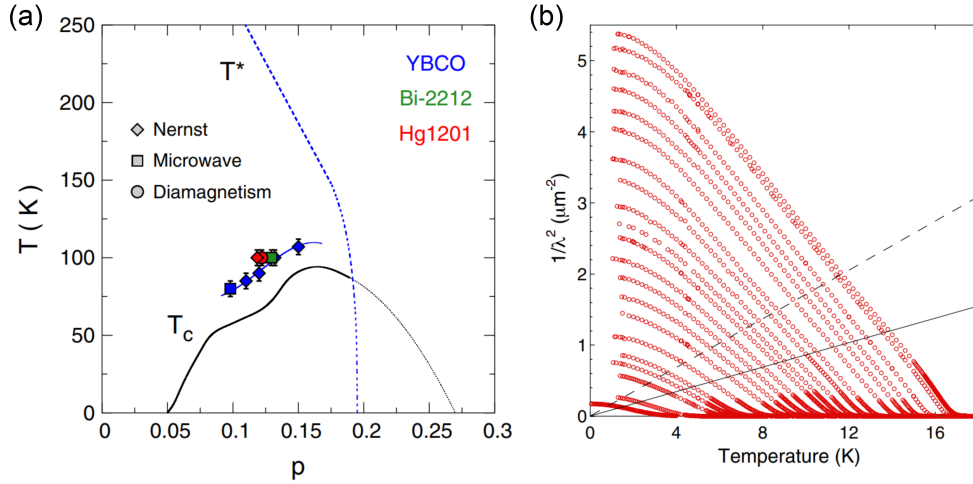 (a)
250
200
150
100
50
0
T ( K )
0
0.05
0.1
0.15
0.2
0.25
0.3
p
T*
T_c
YBCO
Bi-2212
Hg1201
Nernst
Microwave
Diamagnetism
(b)
5
4
3
2
1
0
1/λ² (μm⁻²)
0
4
8
12
16
Temperature (K)